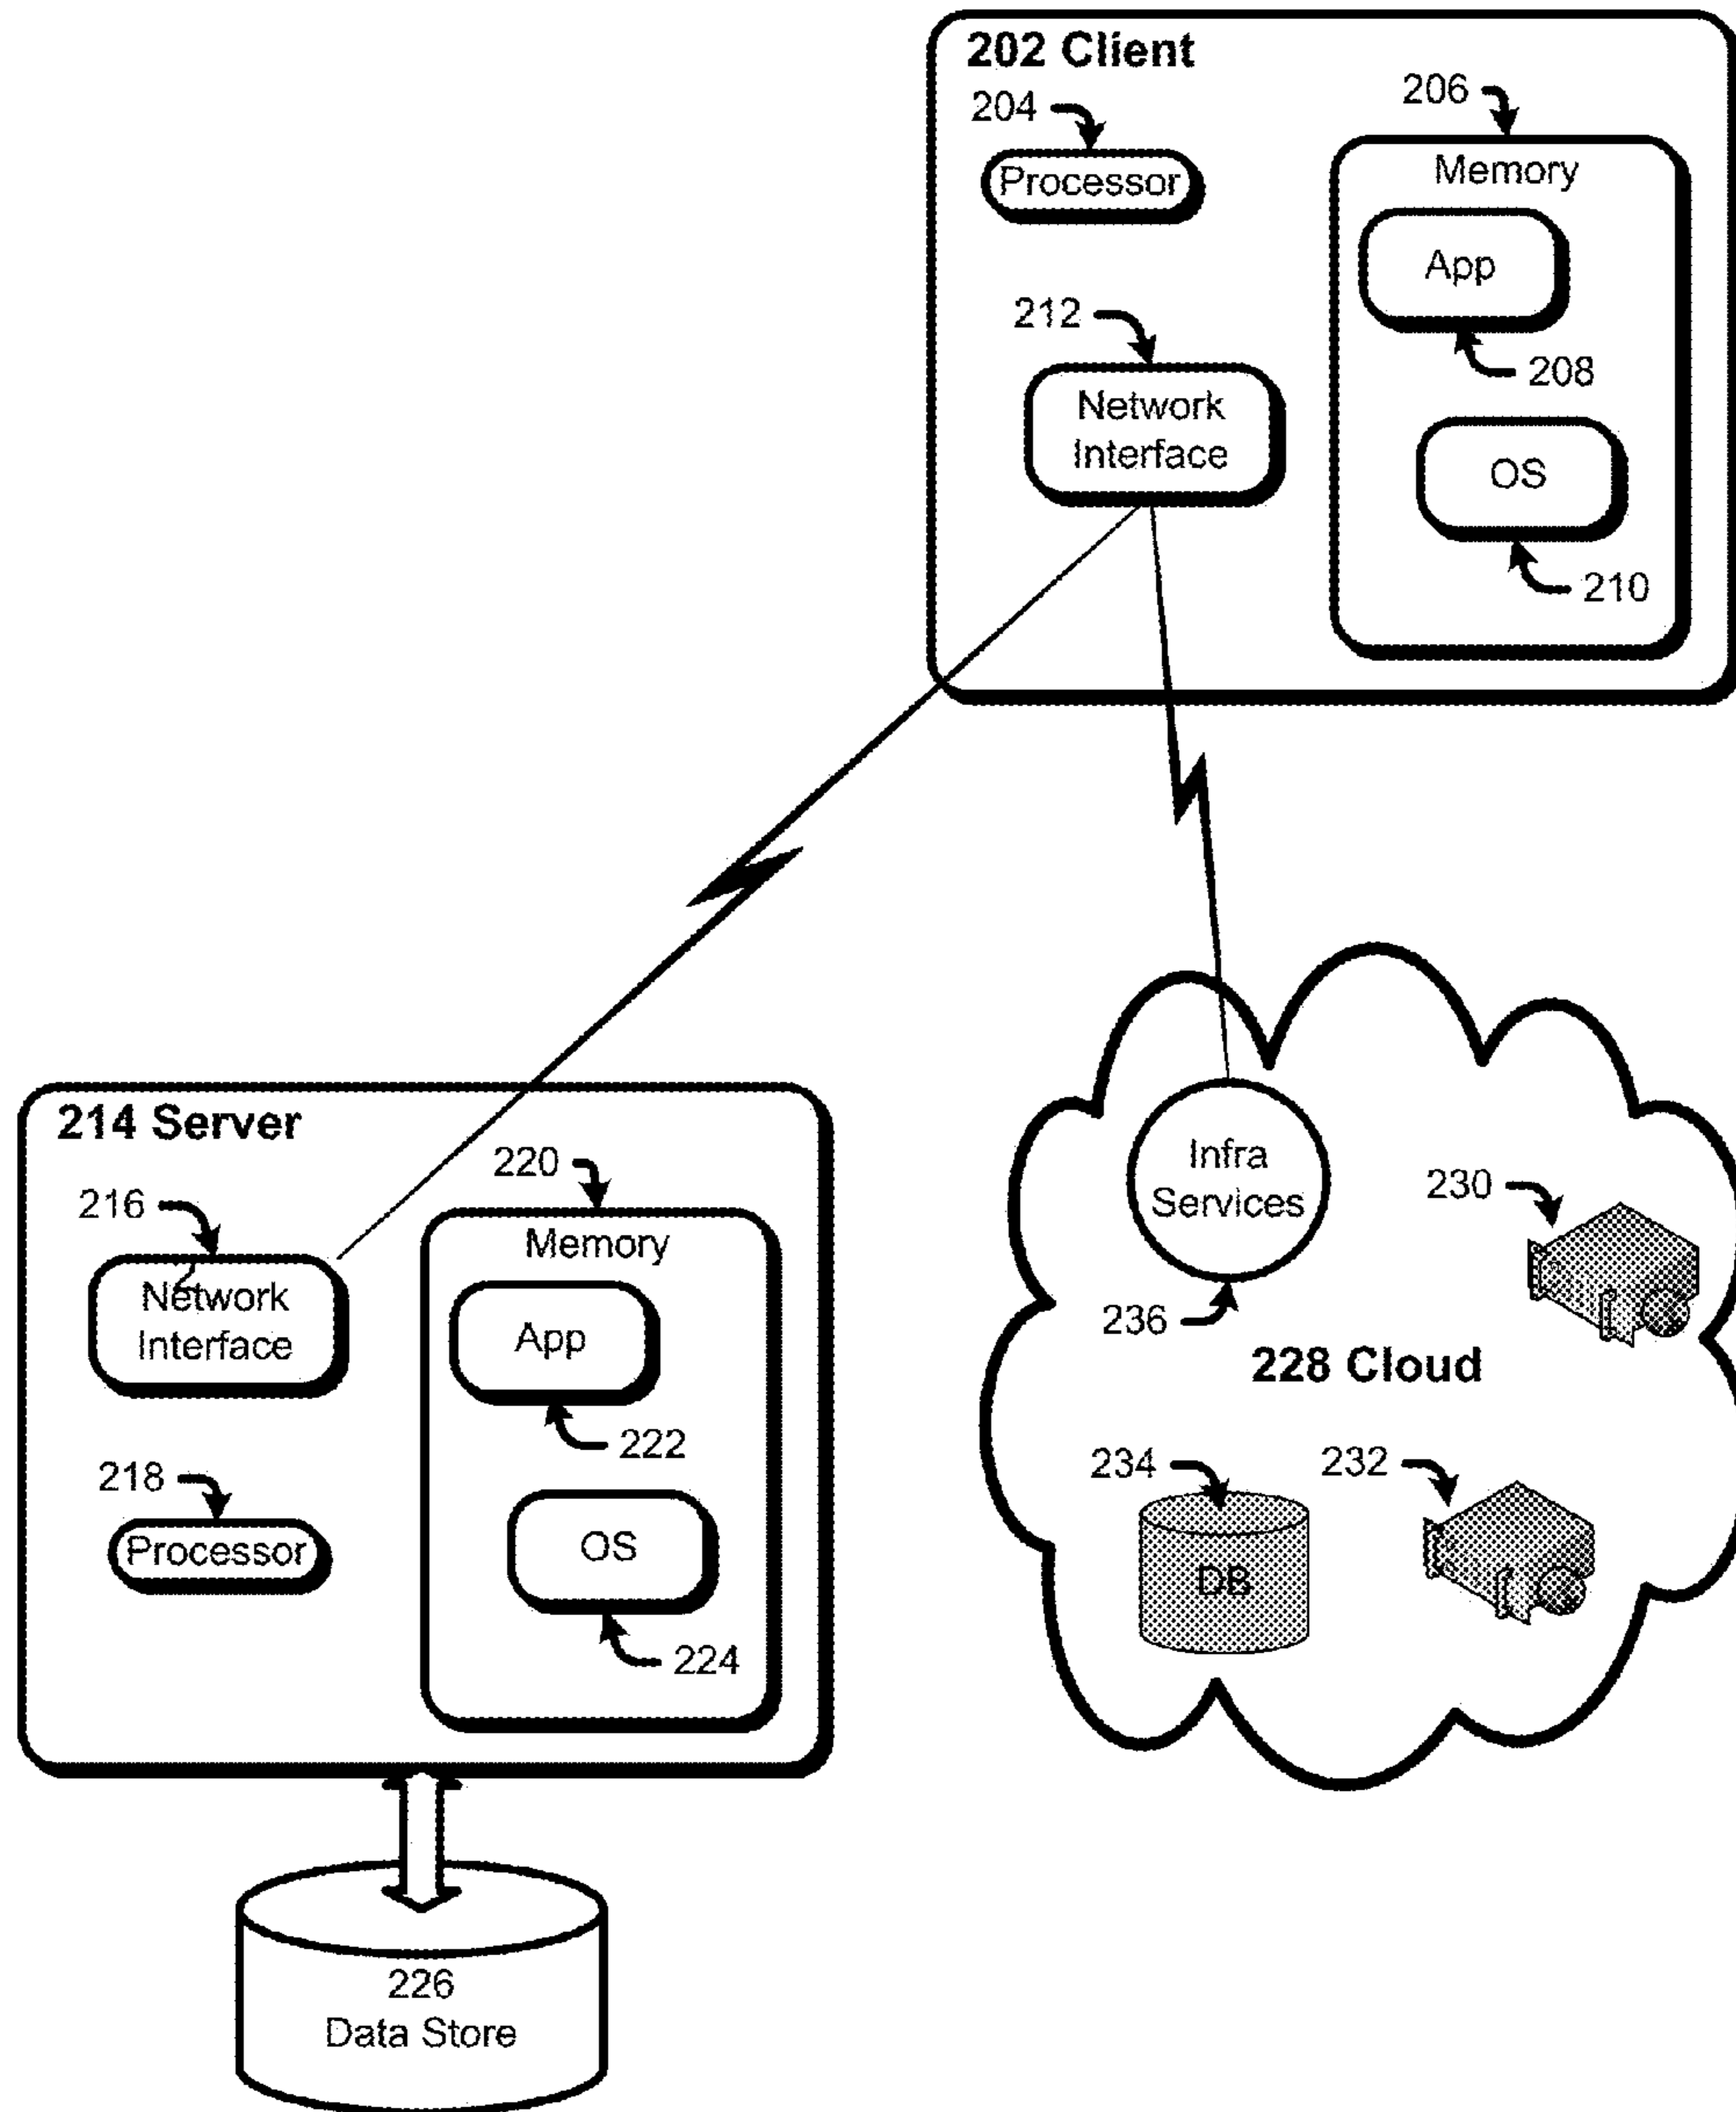 202 Client
204
206
Processor
Memory
App
212
208
Network
Interface
OS
210
214 Server
220
216
Memory
Network
Interface
App
222
218
Processor
OS
224
226
Data Store
Infra
Services
230
236
228 Cloud
234
232
DB